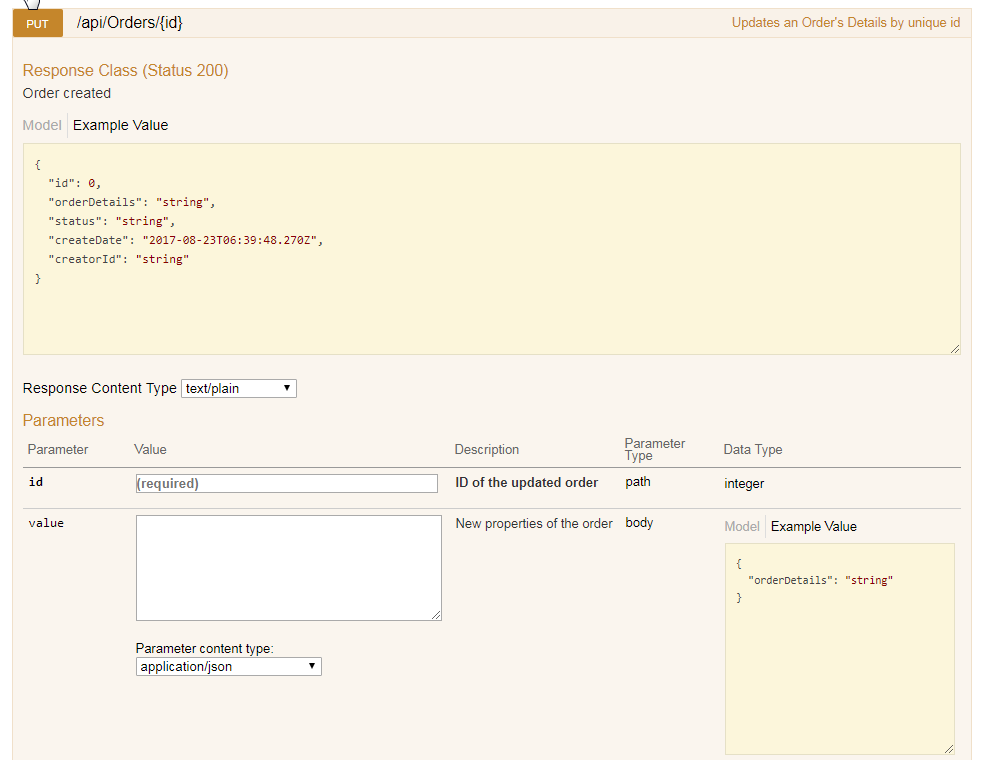 PUT /api/Orders/{id} Updates an Order's Details by unique id
Response Class (Status 200)
Order created
Model Example Value
{
"id": 0,
"orderDetails": "string",
"status": "string",
"createDate": "2017-08-23T06:39:48.270Z",
"creatorId": "string"
}
Response Content Type text/plain
Parameters
Parameter Value Description Parameter Type Data Type
id (required) ID of the updated order path integer
value New properties of the order body Model Example Value
{
"orderDetails": "string"
}
Parameter content type:
application/json